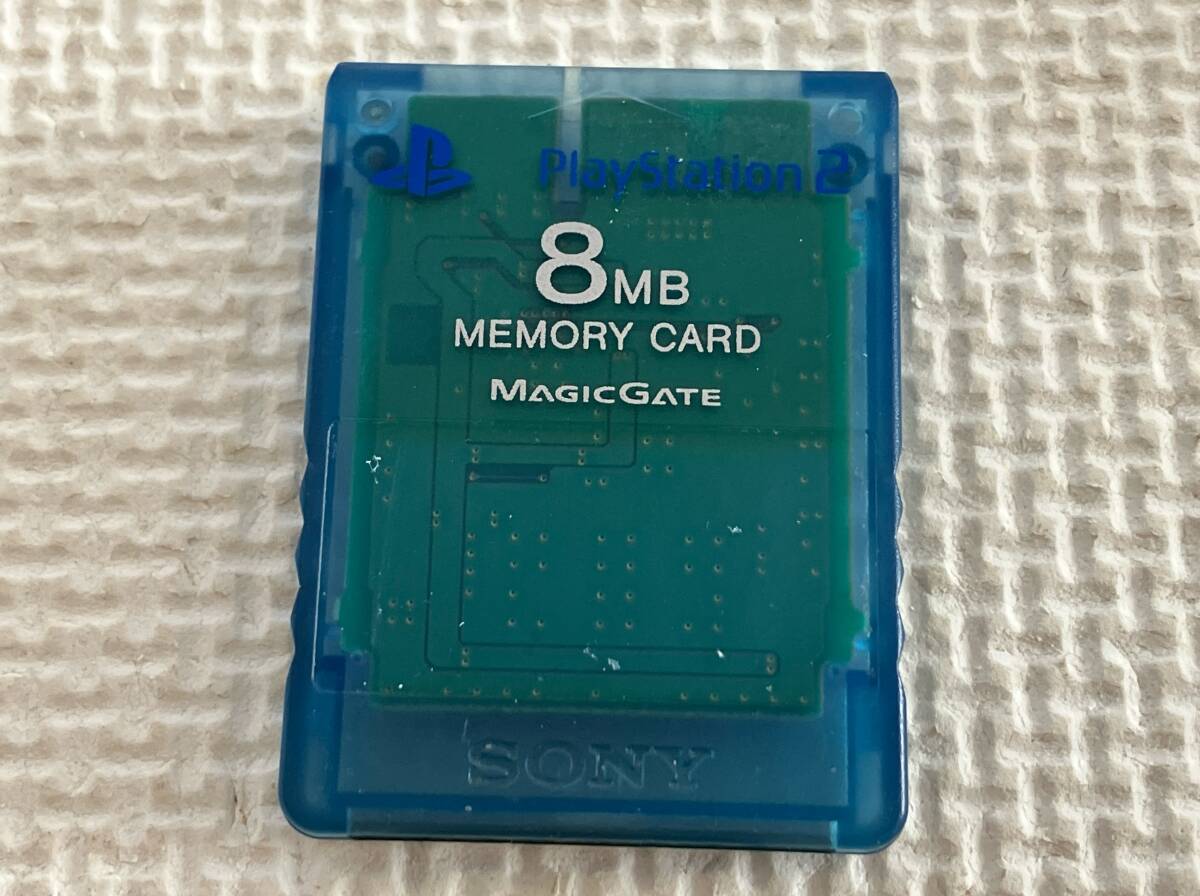 PlayStation 2
8MB
MEMORY CARD
MAGICGATE
SONY